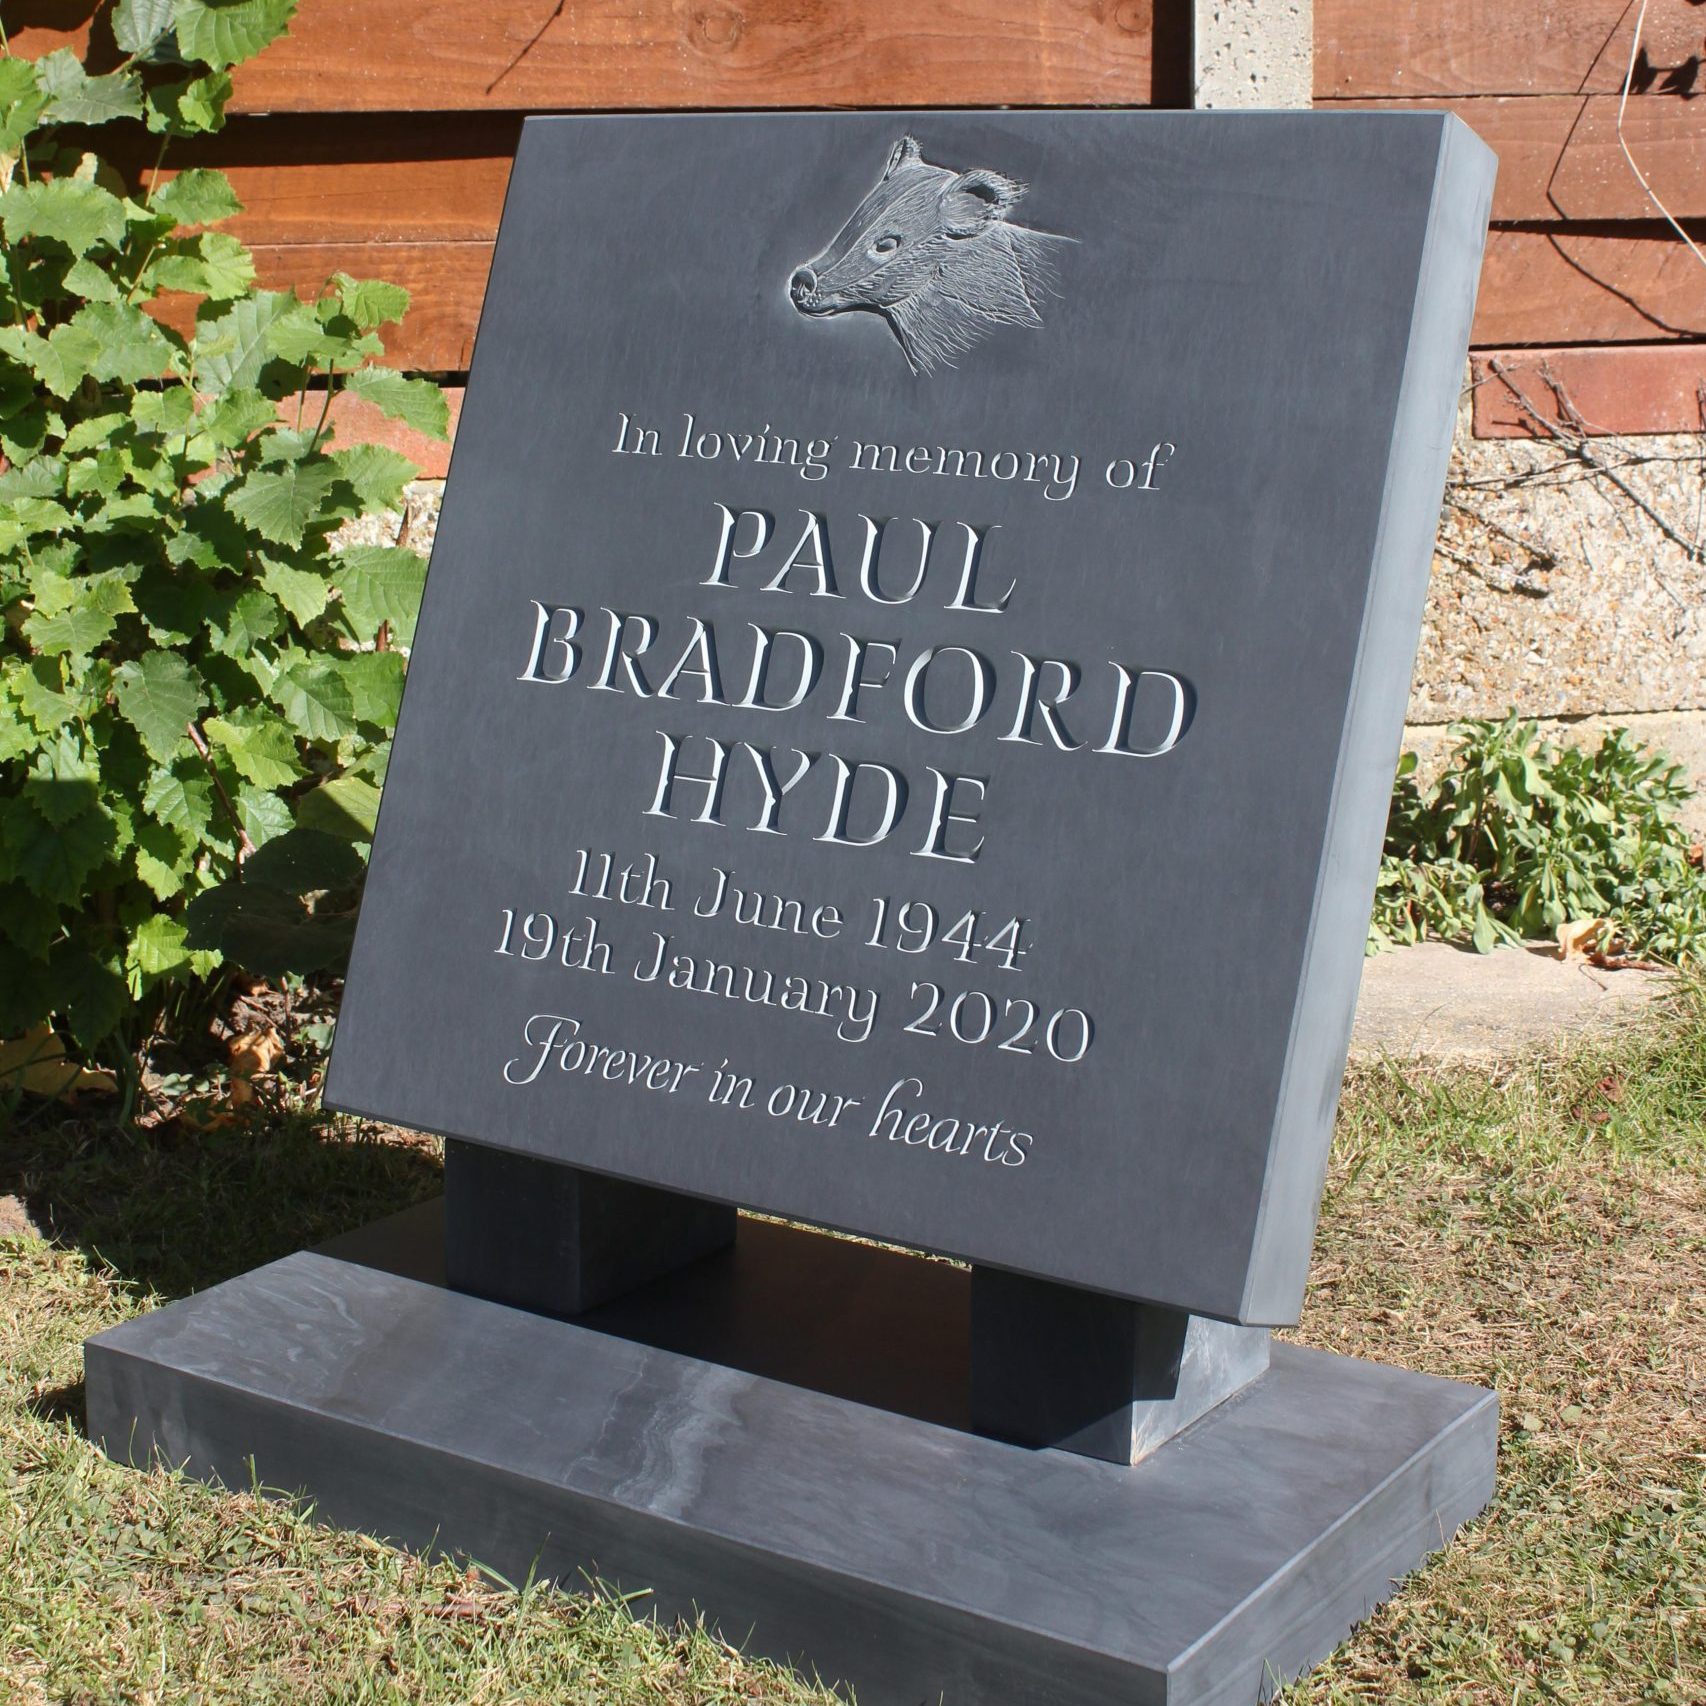 In loving memory of
PAUL
BRADFORD
HYDE
11th June 1944
19th January 2020
Forever in our hearts